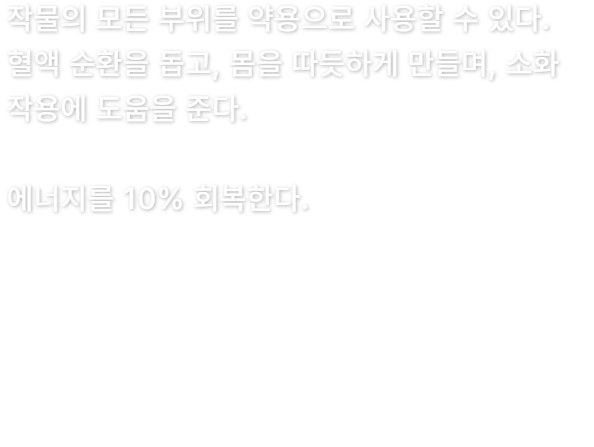 작물의 모든 부위를 약용으로 사용할 수 있다.
혈액 순환을 돕고, 몸을 따듯하게 만들며, 소화
작용에 도움을 준다.
에너지를 10% 회복한다.